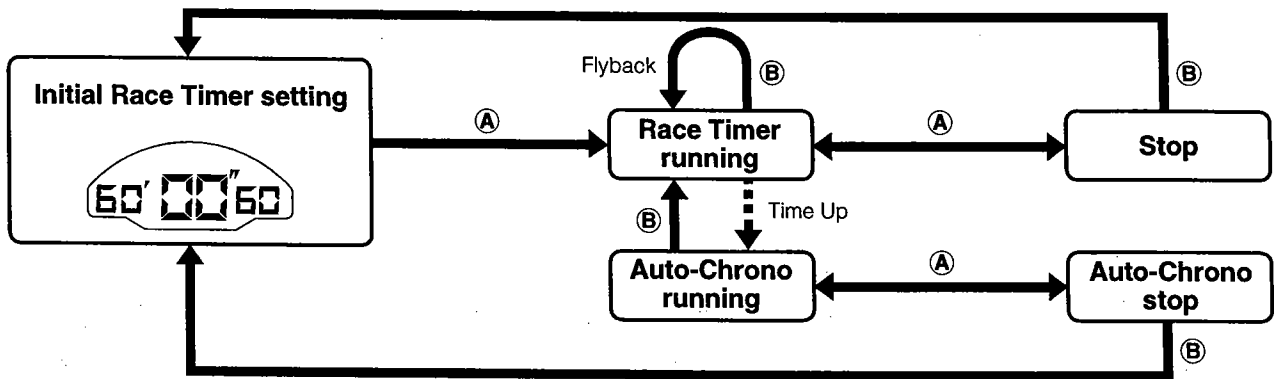 Initial Race Timer setting
60' 00" 60
Ⓐ
Flyback
Ⓑ
Race Timer
running
Ⓐ
Stop
Ⓑ
Ⓑ
Time Up
Auto-Chrono
running
Ⓐ
Auto-Chrono
stop
Ⓑ